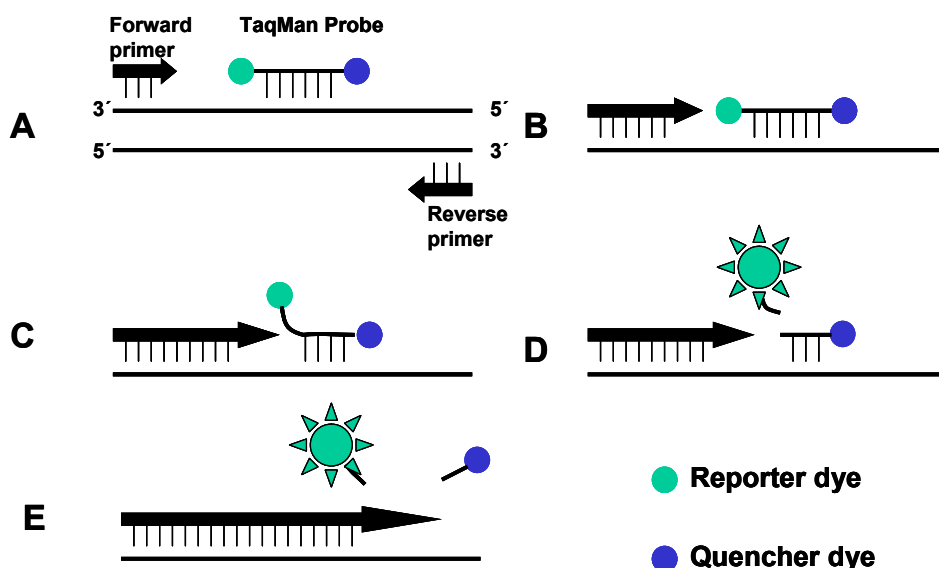 Forward
primer
TaqMan Probe
A
3´
5´
5´
3´
Reverse
primer
B
C
D
E
Reporter dye
Quencher dye